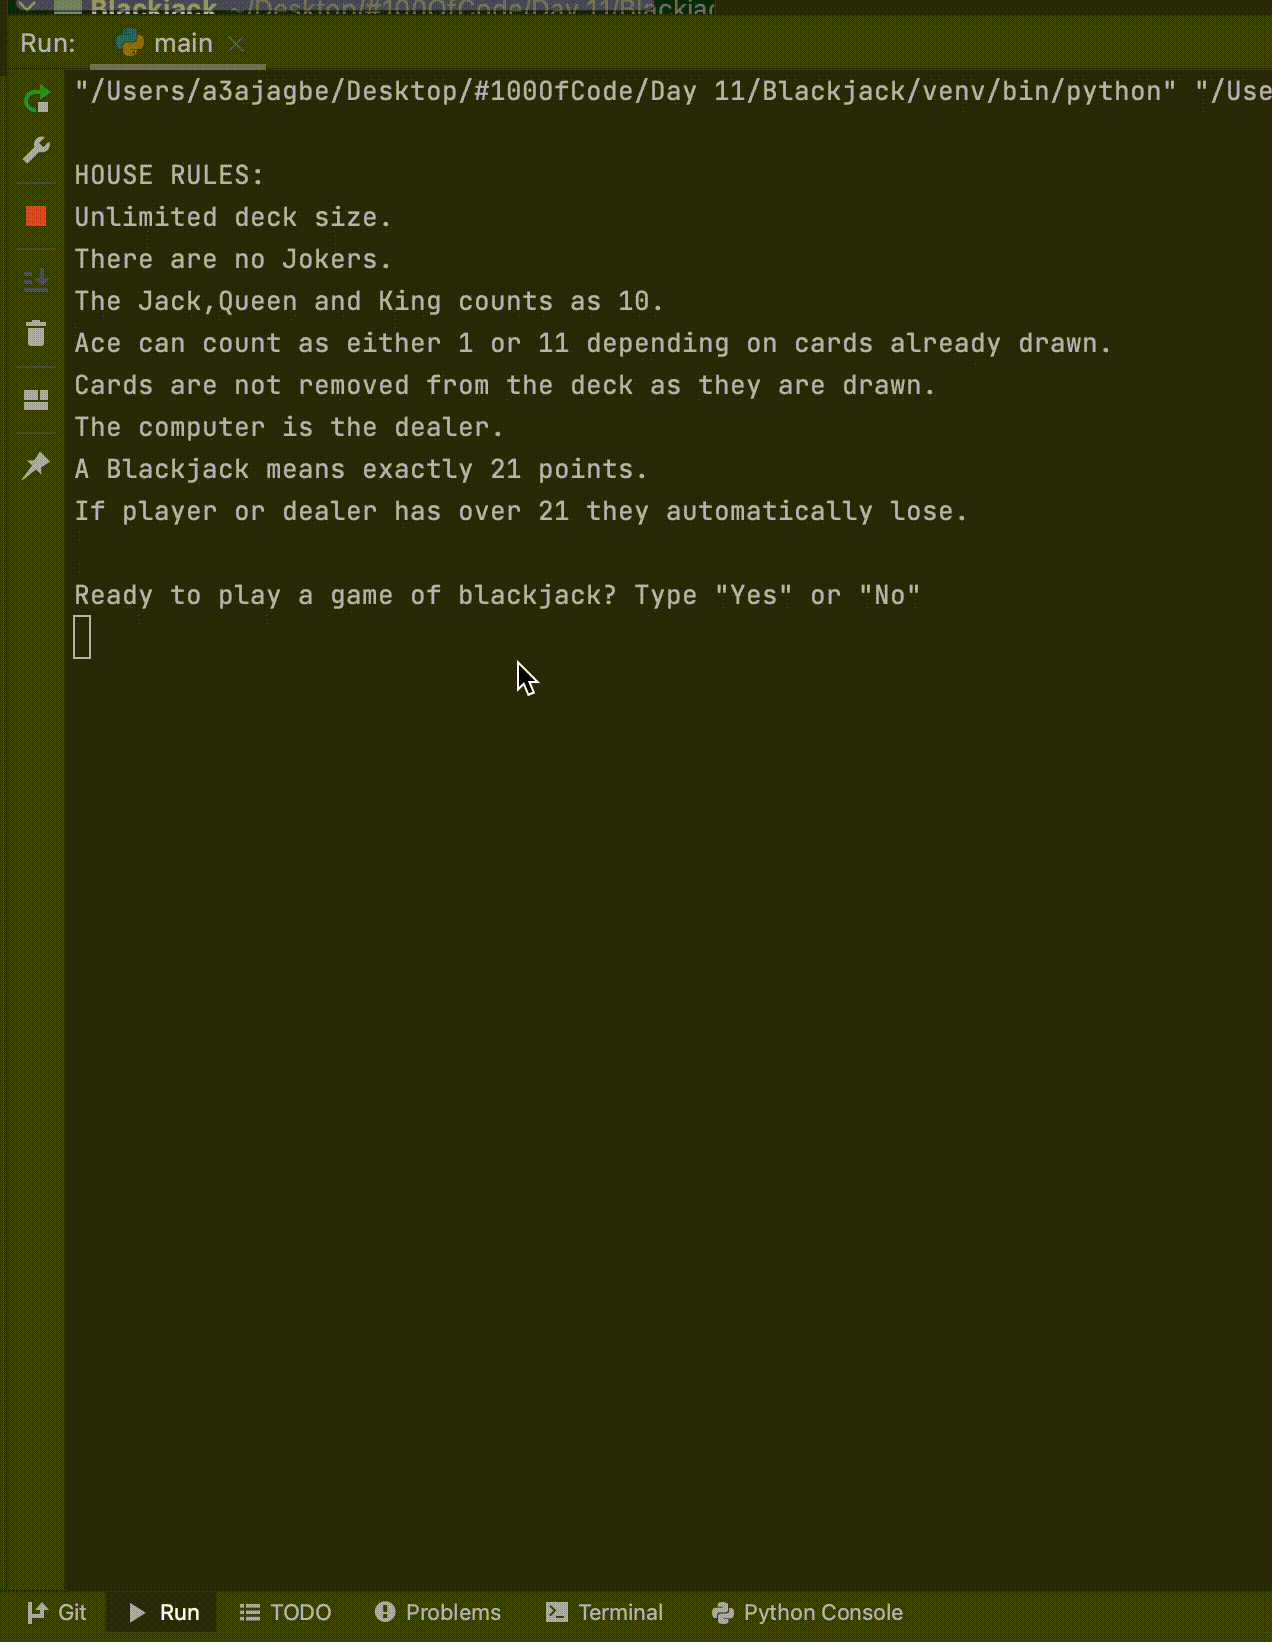 Blackjack ~/Desktop/#100OfCode/Day 11/Blackjac
Run: main
"/Users/a3ajagbe/Desktop/#100OfCode/Day 11/Blackjack/venv/bin/python" "/Use
HOUSE RULES:
Unlimited deck size.
There are no Jokers.
The Jack,Queen and King counts as 10.
Ace can count as either 1 or 11 depending on cards already drawn.
Cards are not removed from the deck as they are drawn.
The computer is the dealer.
A Blackjack means exactly 21 points.
If player or dealer has over 21 they automatically lose.
Ready to play a game of blackjack? Type "Yes" or "No"
Git Run TODO Problems Terminal Python Console